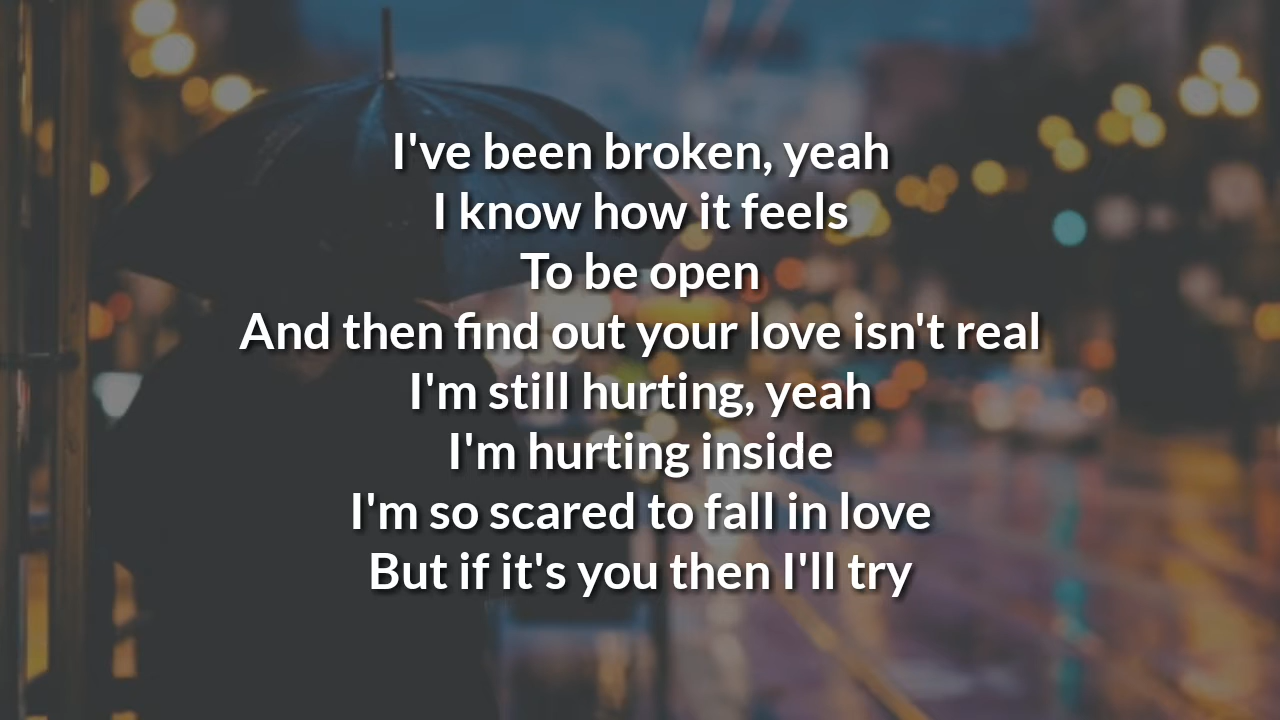 I've been broken, yeah
I know how it feels
To be open
And then find out your love isn't real
I'm still hurting, yeah
I'm hurting inside
I'm so scared to fall in love
But if it's you then I'll try